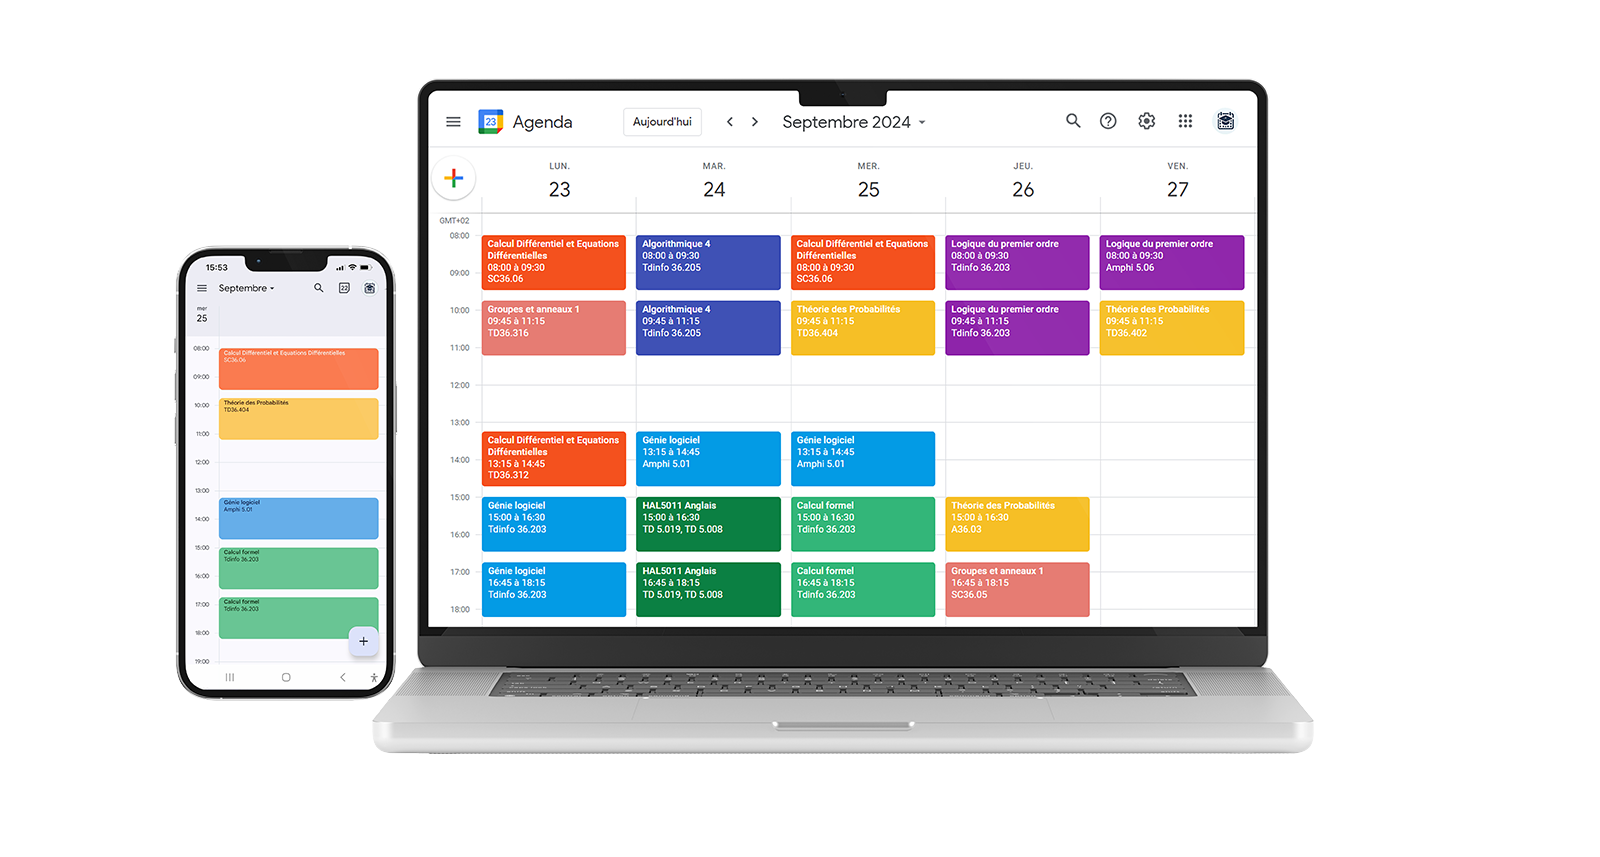 15:53
Septembre
22
mer
25
08:00
Calcul Différentiel et Equations Différentielles
SC36.06
09:00
10:00
Théorie des Probabilités
TD36.404
11:00
12:00
13:00
Génie logiciel
Amphi 5.01
14:00
15:00
Calcul formel
Tdinfo 36.203
16:00
17:00
Calcul formel
Tdinfo 36.203
18:00
+
19:00
23
Agenda
Aujourd'hui
Septembre 2024
LUN.
23
MAR.
24
MER.
25
JEU.
26
VEN.
27
GMT+02
08:00
09:00
10:00
11:00
12:00
13:00
14:00
15:00
16:00
17:00
18:00
Calcul Différentiel et Equations
Différentielles
08:00 à 09:30
SC36.06
Groupes et anneaux 1
09:45 à 11:15
TD36.316
Calcul Différentiel et Equations
Différentielles
13:15 à 14:45
TD36.312
Génie logiciel
15:00 à 16:30
Tdinfo 36.203
Génie logiciel
16:45 à 18:15
Tdinfo 36.203
Algorithmique 4
08:00 à 09:30
Tdinfo 36.205
Algorithmique 4
09:45 à 11:15
Tdinfo 36.205
Génie logiciel
13:15 à 14:45
Amphi 5.01
HAL5011 Anglais
15:00 à 16:30
TD 5.019, TD 5.008
HAL5011 Anglais
16:45 à 18:15
TD 5.019, TD 5.008
Calcul Différentiel et Equations
Différentielles
08:00 à 09:30
SC36.06
Théorie des Probabilités
09:45 à 11:15
TD36.404
Génie logiciel
13:15 à 14:45
Amphi 5.01
Calcul formel
15:00 à 16:30
Tdinfo 36.203
Calcul formel
16:45 à 18:15
Tdinfo 36.203
Logique du premier ordre
08:00 à 09:30
Tdinfo 36.203
Logique du premier ordre
09:45 à 11:15
Tdinfo 36.203
Théorie des Probabilités
15:00 à 16:30
A36.03
Groupes et anneaux 1
16:45 à 18:15
SC36.05
Logique du premier ordre
08:00 à 09:30
Amphi 5.06
Théorie des Probabilités
09:45 à 11:15
TD36.402